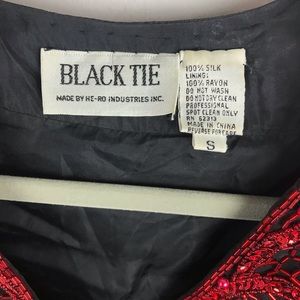 BLACK TIE
MADE BY HE-RO INDUSTRIES INC.
100% SILK
LINING:
100% RAYON
DO NOT WASH
DO NOT DRY CLEAN
PROFESSIONAL
SPOT CLEAN ONLY
RN 52313
MADE IN CHINA
REVERSE FOR CARE
S